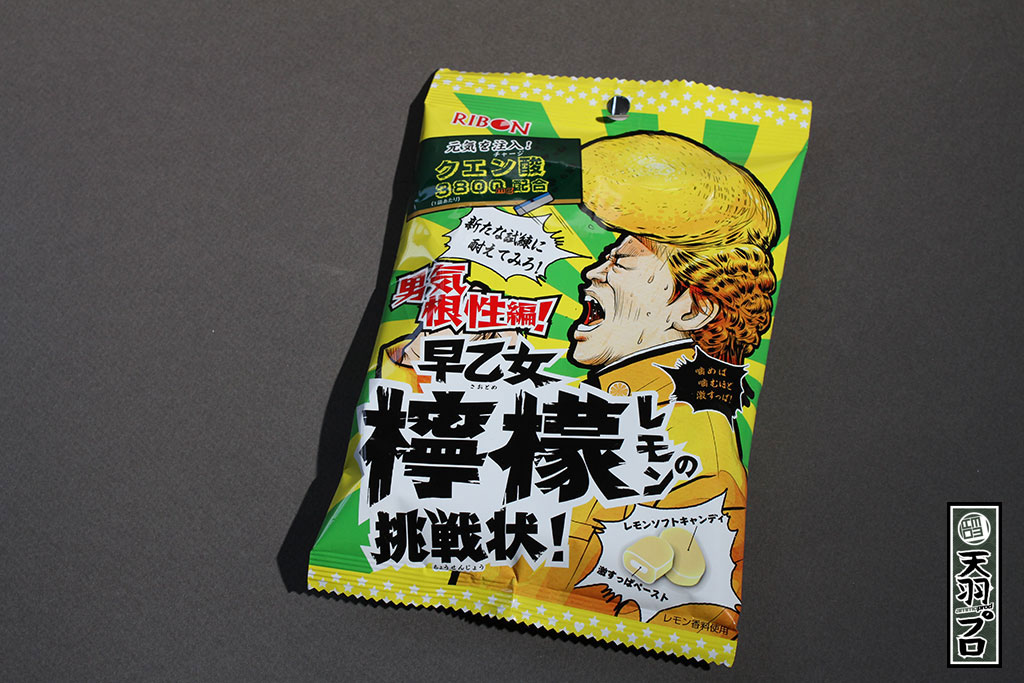 RIBON
元気を注入!
チャージ
クエン酸
3800mg配合
(1袋あたり)
新たな試練に
耐えてみろ!
男気
根性編!
早乙女
さおとめ
檸檬
レモンの
挑戦状!
ちょうせんじょう
噛めば
噛むほど
激すっぱ!
レモンソフトキャンディ
激すっぱペースト
レモン香料使用
天羽プロ